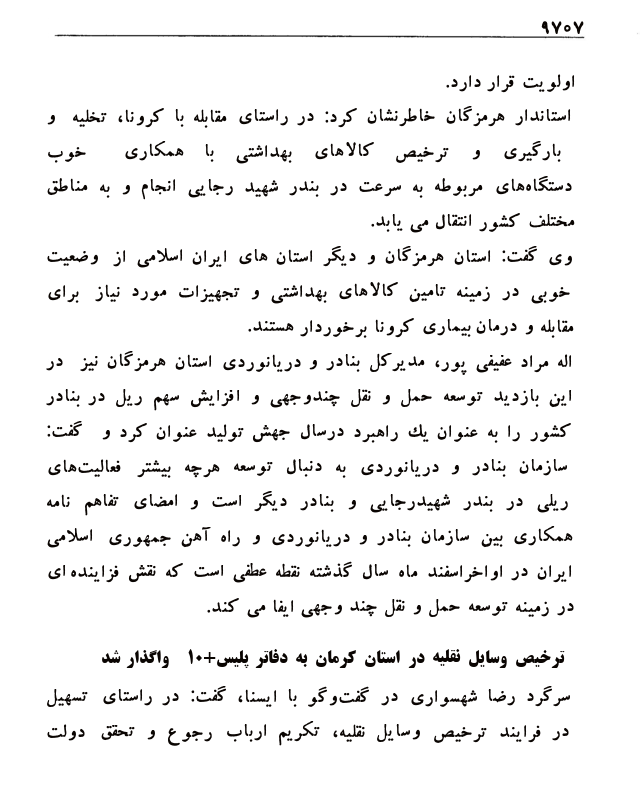 ۹۷۰۷
اولویت قرار دارد.
استاندار هرمزگان خاطرنشان کرد: در راستای مقابله با کرونا، تخلیه و
بارگیری و ترخیص کالاهای بهداشتی با همکاری خوب
دستگاه‌های مربوطه به سرعت در بندر شهید رجایی انجام و به مناطق
مختلف کشور انتقال می یابد.
وی گفت: استان هرمزگان و دیگر استان های ایران اسلامی از وضعیت
خوبی در زمینه تامین کالاهای بهداشتی و تجهیزات مورد نیاز برای
مقابله و درمان بیماری کرونا برخوردار هستند.
اله مراد عفیفی پور، مدیرکل بنادر و دریانوردی استان هرمزگان نیز در
این بازدید توسعه حمل و نقل چندوجهی و افزایش سهم ریل در بنادر
کشور را به عنوان یك راهبرد درسال جهش تولید عنوان کرد و گفت:
سازمان بنادر و دریانوردی به دنبال توسعه هرچه بیشتر فعالیت‌های
ریلی در بندر شهیدرجایی و بنادر دیگر است و امضای تفاهم نامه
همکاری بین سازمان بنادر و دریانوردی و راه آهن جمهوری اسلامی
ایران در اواخراسفند ماه سال گذشته نقطه عطفی است که نقش فزاینده ای
در زمینه توسعه حمل و نقل چند وجهی ایفا می کند.
ترخیص وسایل نقلیه در استان کرمان به دفاتر پلیس+۱۰ واگذار شد
سرگرد رضا شهسواری در گفت‌وگو با ایسنا، گفت: در راستای تسهیل
در فرایند ترخیص وسایل نقلیه، تکریم ارباب رجوع و تحقق دولت